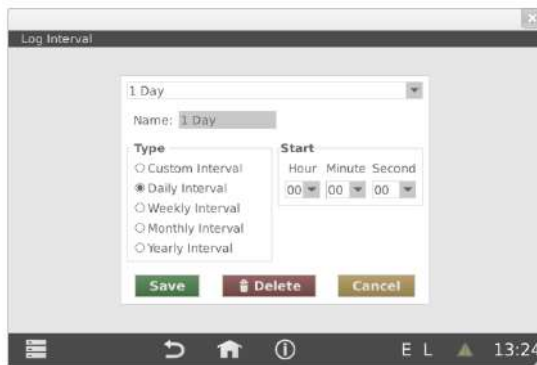 Log Interval
1 Day
Name: 1 Day
Type
Custom Interval
Daily Interval
Weekly Interval
Monthly Interval
Yearly Interval
Start
Hour Minute Second
00 00 00
Save Delete Cancel
E L 13:24